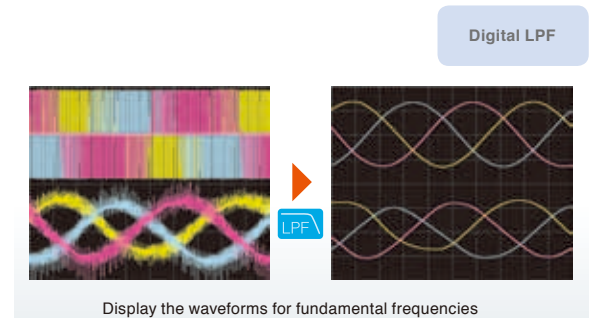 Digital LPF
LPF
Display the waveforms for fundamental frequencies